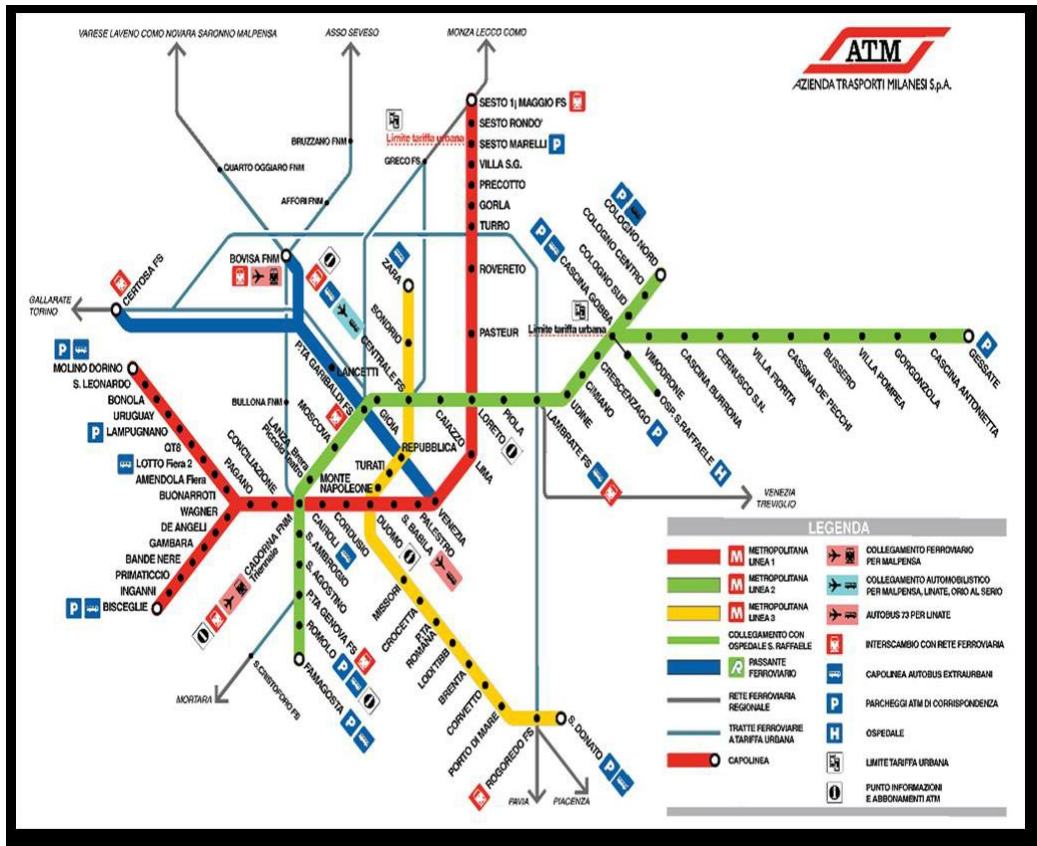 VARESE LAVENO COMO NOVARA SARONNO MALPENSA
ASSO SEVESO
MONZA LECCO COMO
ATM
AZIENDA TRASPORTI MILANESI S.p.A.
SESTO 1¡ MAGGIO FS
SESTO RONDO'
Limite tariffa urbana
SESTO MARELLI
P
BRUZZANO FNM
GRECO FS
VILLA S.G.
QUARTO OGGIARO FNM
PRECOTTO
AFFORI FNM
GORLA
TURRO
ROVERETO
PASTEUR
BOVISA FNM
CERTOSA FS
GALLARATE
TORINO
ZARA
SONDRIO
CENTRALE FS
P.TA GARIBALDI FS
LANCETTI
P
COLOGNO NORD
COLOGNO CENTRO
COLOGNO SUD
P
CASCINA GOBBA
Limite tariffa urbana
VIMODRONE
CASCINA BURRONA
CERNUSCO S.N.
VILLA FIORITA
CASSINA DE PECCHI
BUSSERO
VILLA POMPEA
GORGONZOLA
CASCINA ANTONIETTA
GESSATE
P
OSP. S.RAFFAELE
H
CRESCENZAGO
P
CIMIANO
UDINE
LAMBRATE FS
PIOLA
LORETO
CAIAZZO
GIOIA
MOSCOVA
LANZA_Brera
Piccolo Teatro
BULLONA FNM
P
MOLINO DORINO
S. LEONARDO
BONOLA
URUGUAY
P
LAMPUGNANO
QT8
LOTTO Fiera 2
AMENDOLA Fiera
BUONARROTI
WAGNER
DE ANGELI
GAMBARA
BANDE NERE
PRIMATICCIO
INGANNI
P
BISCEGLIE
PAGANO
CONCILIAZIONE
CADORNA FNM
Triennale
CAIROLI
CORDUSIO
DUOMO
S. BABILA
PALESTRO
VENEZIA
LIMA
REPUBBLICA
TURATI
MONTE
NAPOLEONE
S. AMBROGIO
S. AGOSTINO
P.TA GENOVA FS
ROMOLO
P
FAMAGOSTA
P
S.CRISTOFORO FS
MORTARA
MISSORI
CROCETTA
P.TA
ROMANA
LODI TIBB
BRENTA
CORVETTO
PORTO DI MARE
ROGOREDO FS
S. DONATO
P
PAVIA
PIACENZA
VENEZIA
TREVIGLIO
LEGENDA
M
METROPOLITANA
LINEA 1
M
METROPOLITANA
LINEA 2
M
METROPOLITANA
LINEA 3
COLLEGAMENTO CON
OSPEDALE S. RAFFAELE
R
PASSANTE
FERROVIARIO
RETE FERROVIARIA
REGIONALE
TRATTE FERROVIARIE
A TARIFFA URBANA
CAPOLINEA
COLLEGAMENTO FERROVIARIO
PER MALPENSA
COLLEGAMENTO AUTOMOBILISTICO
PER MALPENSA, LINATE, ORIO AL SERIO
AUTOBUS 73 PER LINATE
INTERSCAMBIO CON RETE FERROVIARIA
CAPOLINEA AUTOBUS EXTRAURBANI
P
PARCHEGGI ATM DI CORRISPONDENZA
H
OSPEDALE
LIMITE TARIFFA URBANA
PUNTO INFORMAZIONI
E ABBONAMENTI ATM